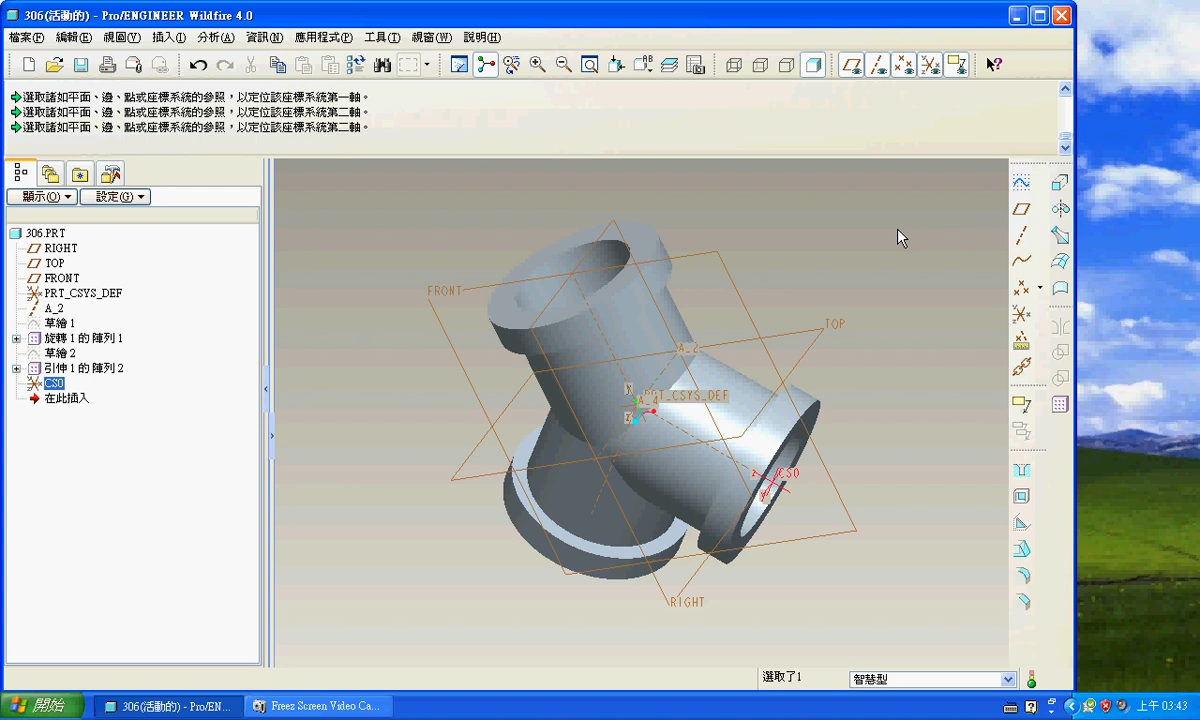 306(活動的) - Pro/ENGINEER Wildfire 4.0
檔案(F) 編輯(E) 視圖(V) 插入(I) 分析(A) 資訊(N) 應用程式(P) 工具(T) 視窗(W) 說明(H)
選取諸如平面、邊、點或座標系統的參照，以定位該座標系統第一軸。
選取諸如平面、邊、點或座標系統的參照，以定位該座標系統第二軸。
選取諸如平面、邊、點或座標系統的參照，以定位該座標系統第二軸。
顯示(O) 設定(G)
306.PRT
RIGHT
TOP
FRONT
PRT_CSYS_DEF
A_2
草繪 1
旋轉 1 的 陣列 1
草繪 2
引伸 1 的 陣列 2
CS0
在此插入
FRONT
TOP
A_2
Y
A_4
PRT_CSYS_DEF
Z
CS0
RIGHT
選取了1
智慧型
開始
306(活動的) - Pro/EN...
Freez Screen Video Ca...
上午 03:43